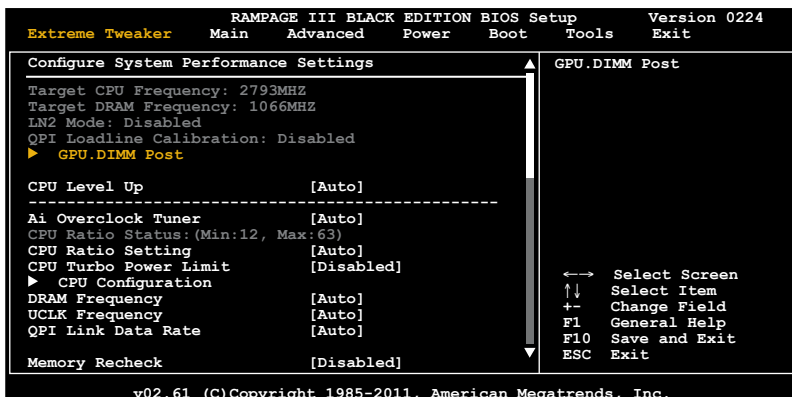 RAMPAGE III BLACK EDITION BIOS Setup Version 0224
Extreme Tweaker Main Advanced Power Boot Tools Exit
Configure System Performance Settings
Target CPU Frequency: 2793MHZ
Target DRAM Frequency: 1066MHZ
LN2 Mode: Disabled
QPI Loadline Calibration: Disabled
▶ GPU.DIMM Post
CPU Level Up [Auto]
Ai Overclock Tuner [Auto]
CPU Ratio Status:(Min:12, Max:63)
CPU Ratio Setting [Auto]
CPU Turbo Power Limit [Disabled]
▶ CPU Configuration
DRAM Frequency [Auto]
UCLK Frequency [Auto]
QPI Link Data Rate [Auto]
Memory Recheck [Disabled]
GPU.DIMM Post
←→ Select Screen
↑↓ Select Item
+- Change Field
F1 General Help
F10 Save and Exit
ESC Exit
v02.61 (C)Copyright 1985-2011, American Megatrends, Inc.